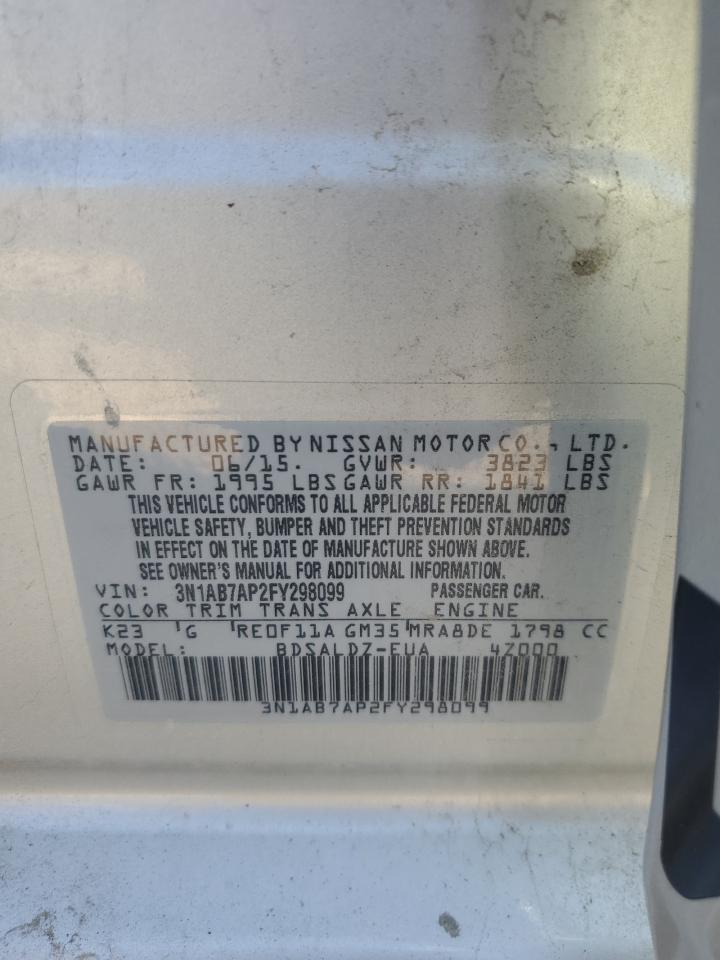 MANUFACTURED BY NISSAN MOTOR CO., LTD.
DATE: 06/15. GVWR: 3823 LBS
GAWR FR: 1995 LBS GAWR RR: 1841 LBS
THIS VEHICLE CONFORMS TO ALL APPLICABLE FEDERAL MOTOR
VEHICLE SAFETY, BUMPER AND THEFT PREVENTION STANDARDS
IN EFFECT ON THE DATE OF MANUFACTURE SHOWN ABOVE.
SEE OWNER'S MANUAL FOR ADDITIONAL INFORMATION.
VIN: 3N1AB7AP2FY298099 PASSENGER CAR.
COLOR TRIM TRANS AXLE ENGINE
K23 G RE0F11A GM35 MRA8DE 1798 CC
MODEL: BDSALDZ-EUA 4Z000
3N1AB7AP2FY298099